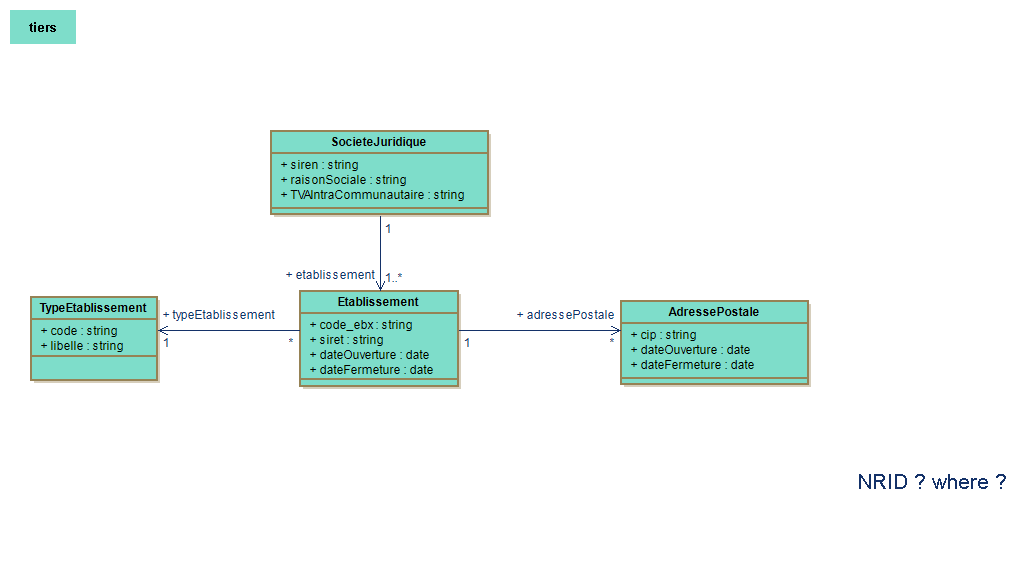 tiers
SocieteJuridique
+ siren : string
+ raisonSociale : string
+ TVAIntraCommunautaire : string
1
+ etablissement
1..*
TypeEtablissement
+ code : string
+ libelle : string
+ typeEtablissement
1
*
Etablissement
+ code_ebx : string
+ siret : string
+ dateOuverture : date
+ dateFermeture : date
+ adressePostale
1
*
AdressePostale
+ cip : string
+ dateOuverture : date
+ dateFermeture : date
NRID ? where ?